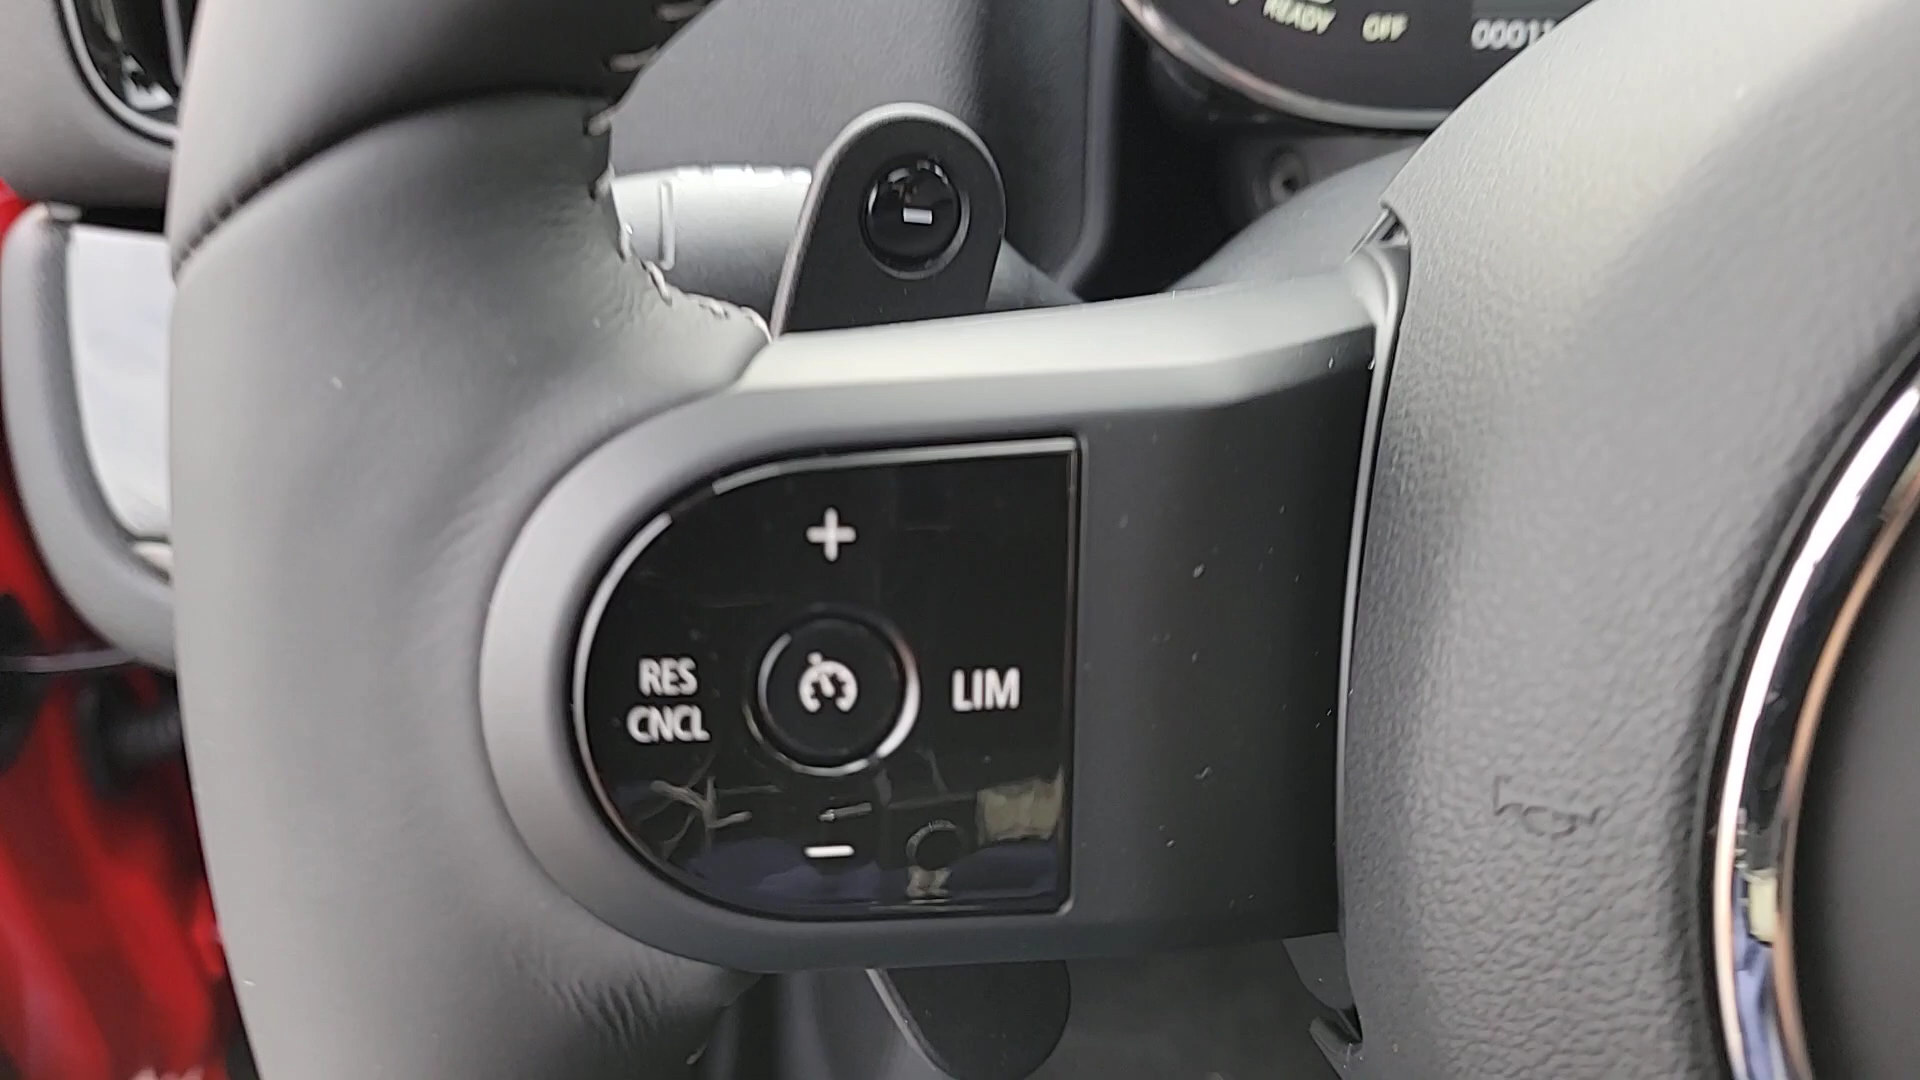 READY OFF
+
RES
CNCL
LIM
-